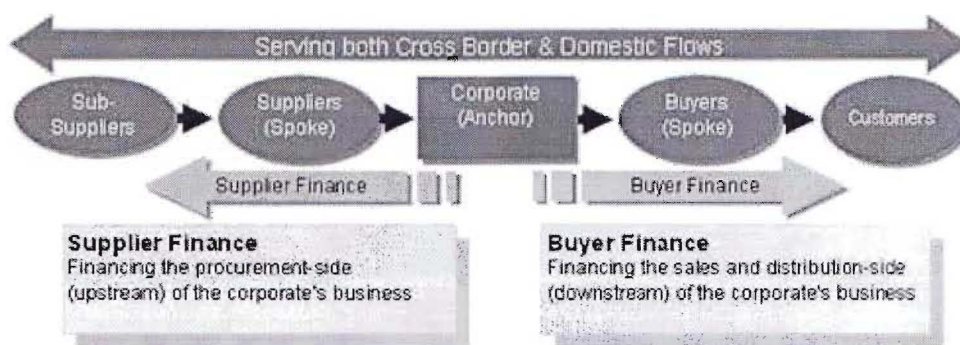 Serving both Cross Border & Domestic Flows
Sub-
Suppliers
Suppliers
(Spoke)
Corporate
(Anchor)
Buyers
(Spoke)
Customers
Supplier Finance
Buyer Finance
Supplier Finance
Financing the procurement-side
(upstream) of the corporate's business
Buyer Finance
Financing the sales and distribution-side
(downstream) of the corporate's business